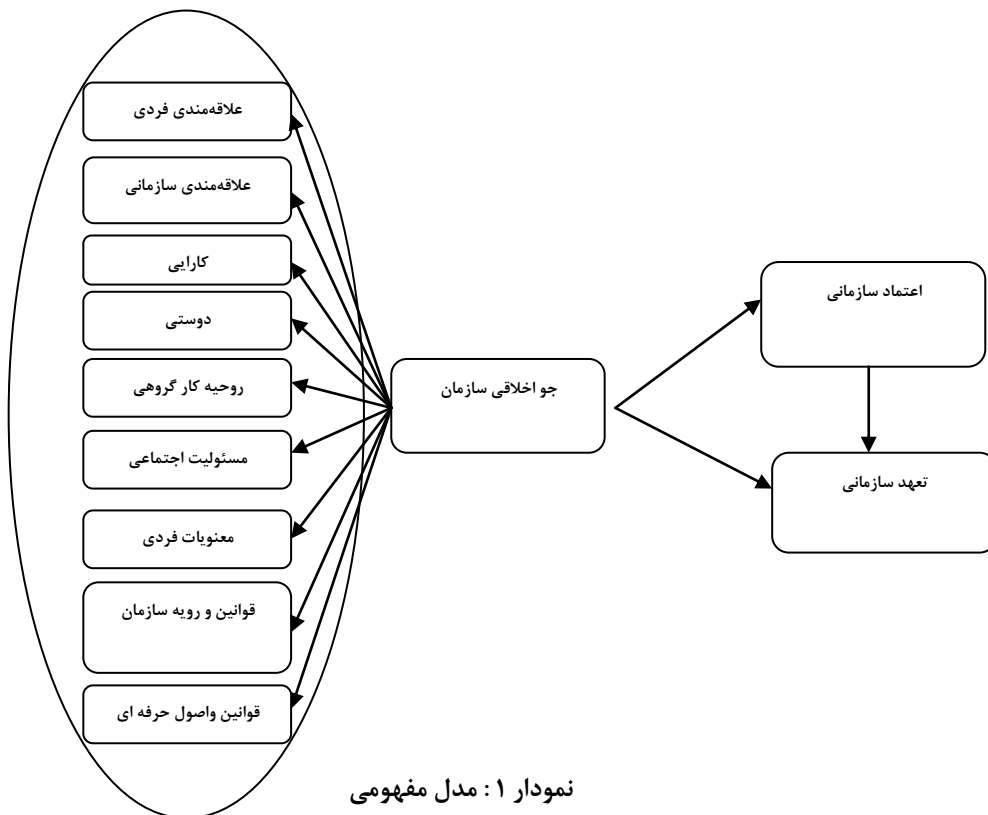 علاقه‌مندی فردی
علاقه‌مندی سازمانی
کارایی
دوستی
روحیه کار گروهی
مسئولیت اجتماعی
معنویات فردی
قوانین و رویه سازمان
قوانین واصول حرفه ای
جو اخلاقی سازمان
اعتماد سازمانی
تعهد سازمانی
نمودار ۱ : مدل مفهومی